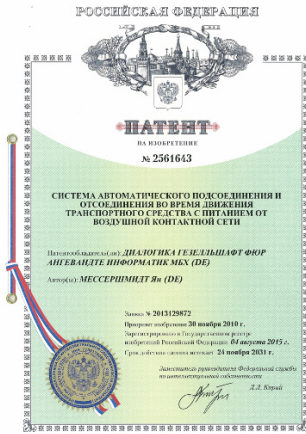 РОССИЙСКАЯ ФЕДЕРАЦИЯ
ПАТЕНТ
НА ИЗОБРЕТЕНИЕ
№ 2561643
СИСТЕМА АВТОМАТИЧЕСКОГО ПОДСОЕДИНЕНИЯ И
ОТСОЕДИНЕНИЯ ВО ВРЕМЯ ДВИЖЕНИЯ
ТРАНСПОРТНОГО СРЕДСТВА С ПИТАНИЕМ ОТ
ВОЗДУШНОЙ КОНТАКТНОЙ СЕТИ
Патентообладатель(ли): ДИАЛОГИКА ГЕЗЕЛЛЬШАФТ ФЮР
АНГЕВАНДТЕ ИНФОРМАТИК МБХ (DE)
Автор(ы): МЕССЕРШМИДТ Ян (DE)
Заявка № 2013129872
Приоритет изобретения 30 ноября 2010 г.
Зарегистрировано в Государственном реестре
изобретений Российской Федерации 04 августа 2015 г.
Срок действия патента истекает 24 ноября 2031 г.
Заместитель руководителя Федеральной службы
по интеллектуальной собственности
Л.Л. Кирий